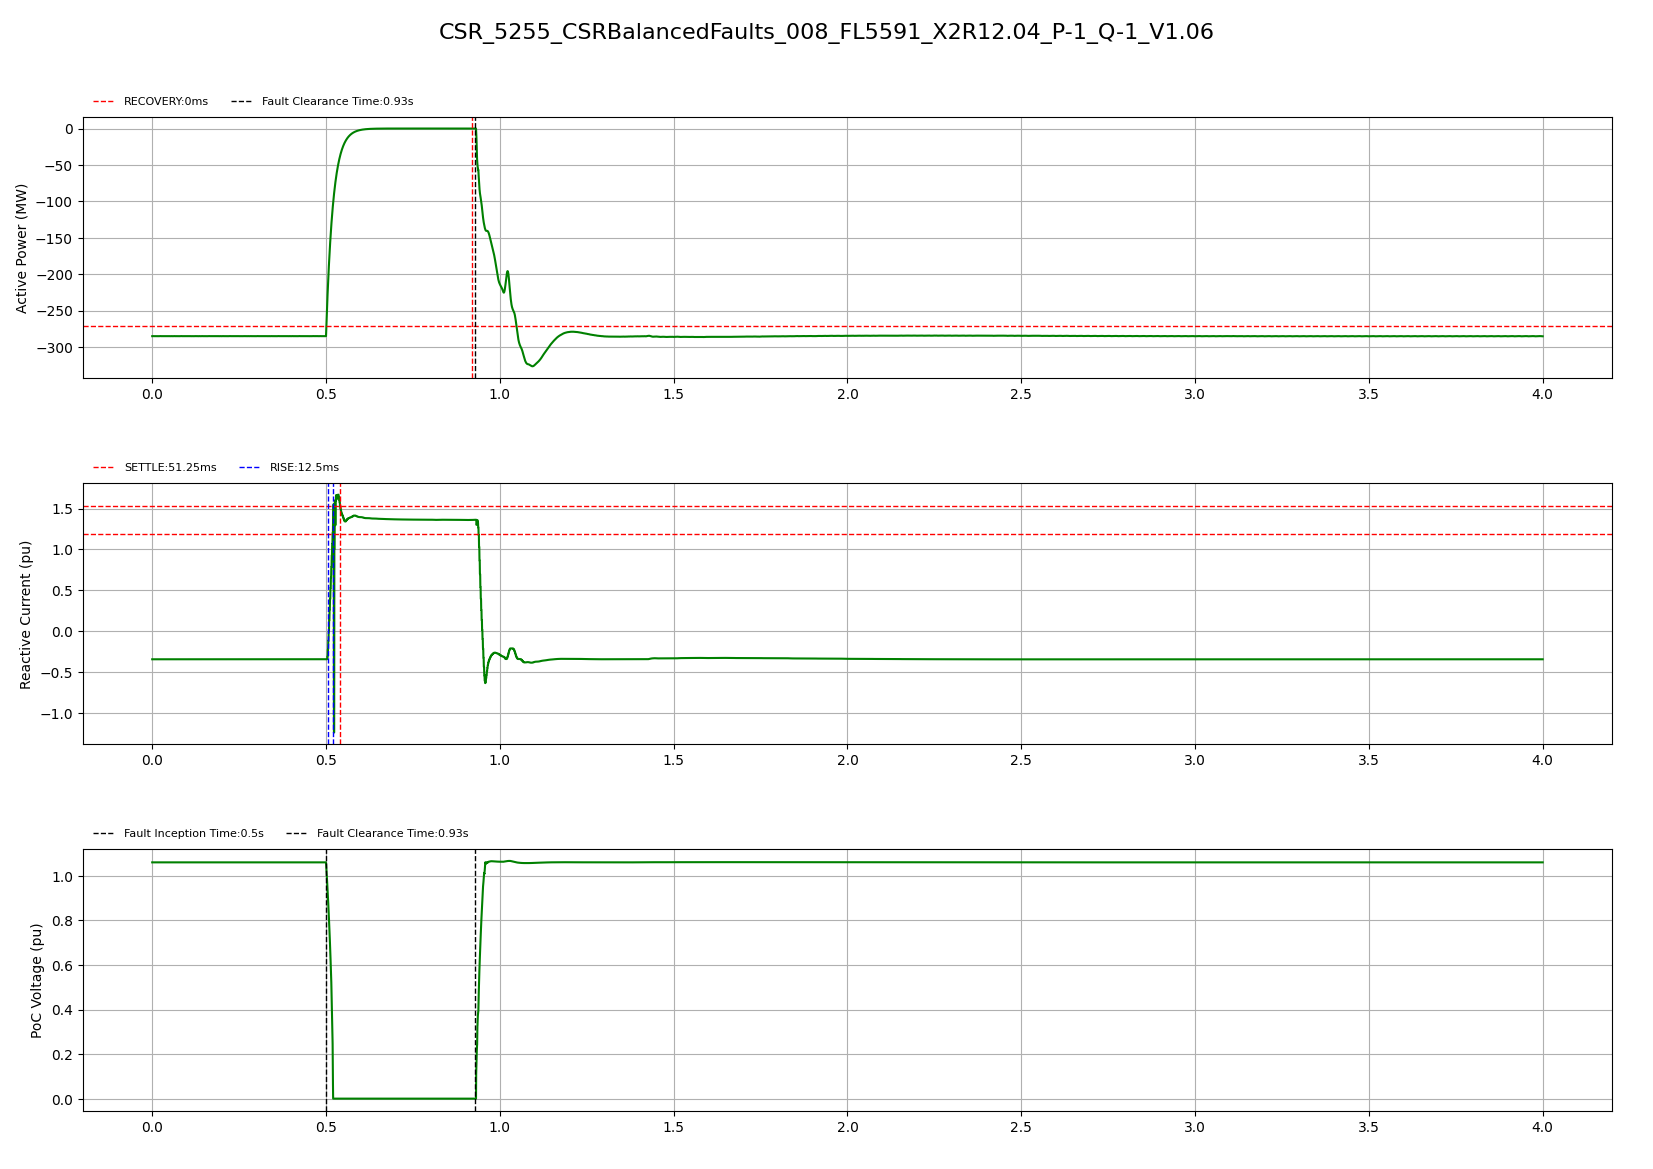 CSR_5255_CSRBalancedFaults_008_FL5591_X2R12.04_P-1_Q-1_V1.06
RECOVERY:0ms Fault Clearance Time:0.93s
Active Power (MW)
0
−50
−100
−150
−200
−250
−300
0.0 0.5 1.0 1.5 2.0 2.5 3.0 3.5 4.0
SETTLE:51.25ms RISE:12.5ms
Reactive Current (pu)
1.5
1.0
0.5
0.0
−0.5
−1.0
0.0 0.5 1.0 1.5 2.0 2.5 3.0 3.5 4.0
Fault Inception Time:0.5s Fault Clearance Time:0.93s
PoC Voltage (pu)
1.0
0.8
0.6
0.4
0.2
0.0
0.0 0.5 1.0 1.5 2.0 2.5 3.0 3.5 4.0